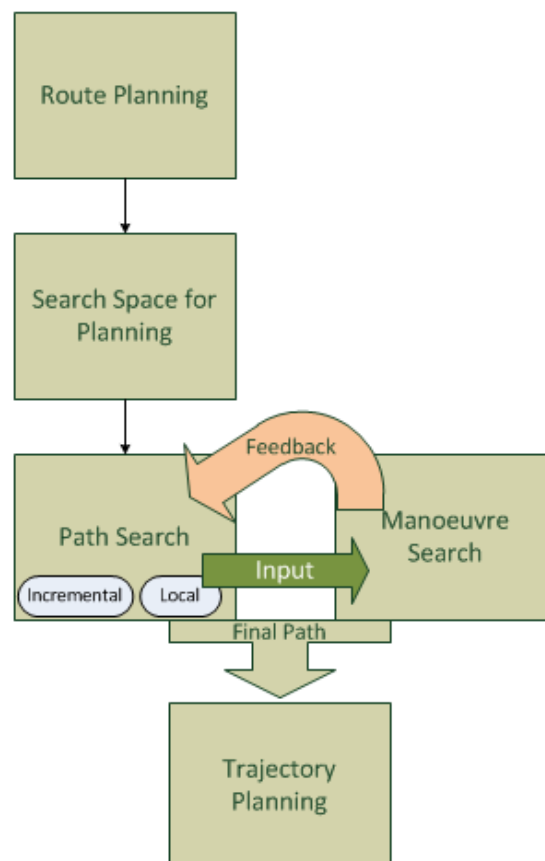 Route Planning
Search Space for
Planning
Feedback
Path Search
Manoeuvre
Search
Input
Incremental
Local
Final Path
Trajectory
Planning